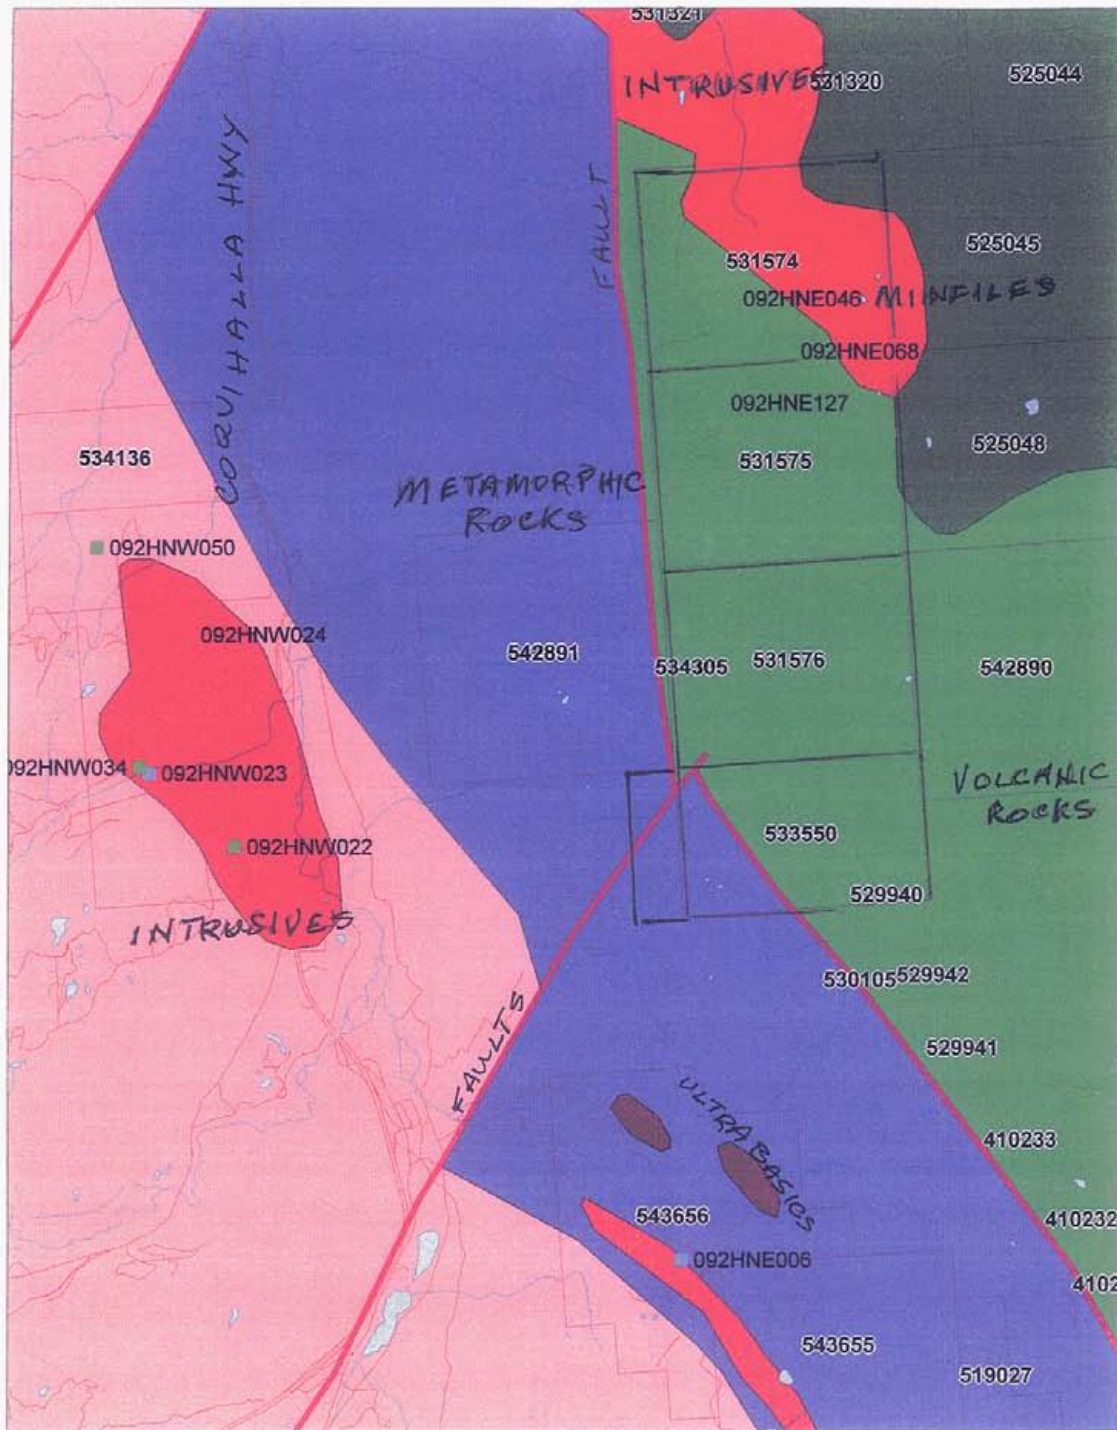 531321
INTRUSIVES
531320
525044
COQUIHALLA HWY
FAULT
525045
531574
092HNE046
MINFILES
092HNE068
092HNE127
534136
METAMORPHIC
ROCKS
531575
525048
092HNW050
092HNW024
542891
534305
531576
542890
092HNW034
092HNW023
VOLCANIC
ROCKS
092HNW022
533550
529940
INTRUSIVES
530105
529942
FAULTS
529941
ULTRABASICS
410233
543656
410232
092HNE006
4102
543655
519027